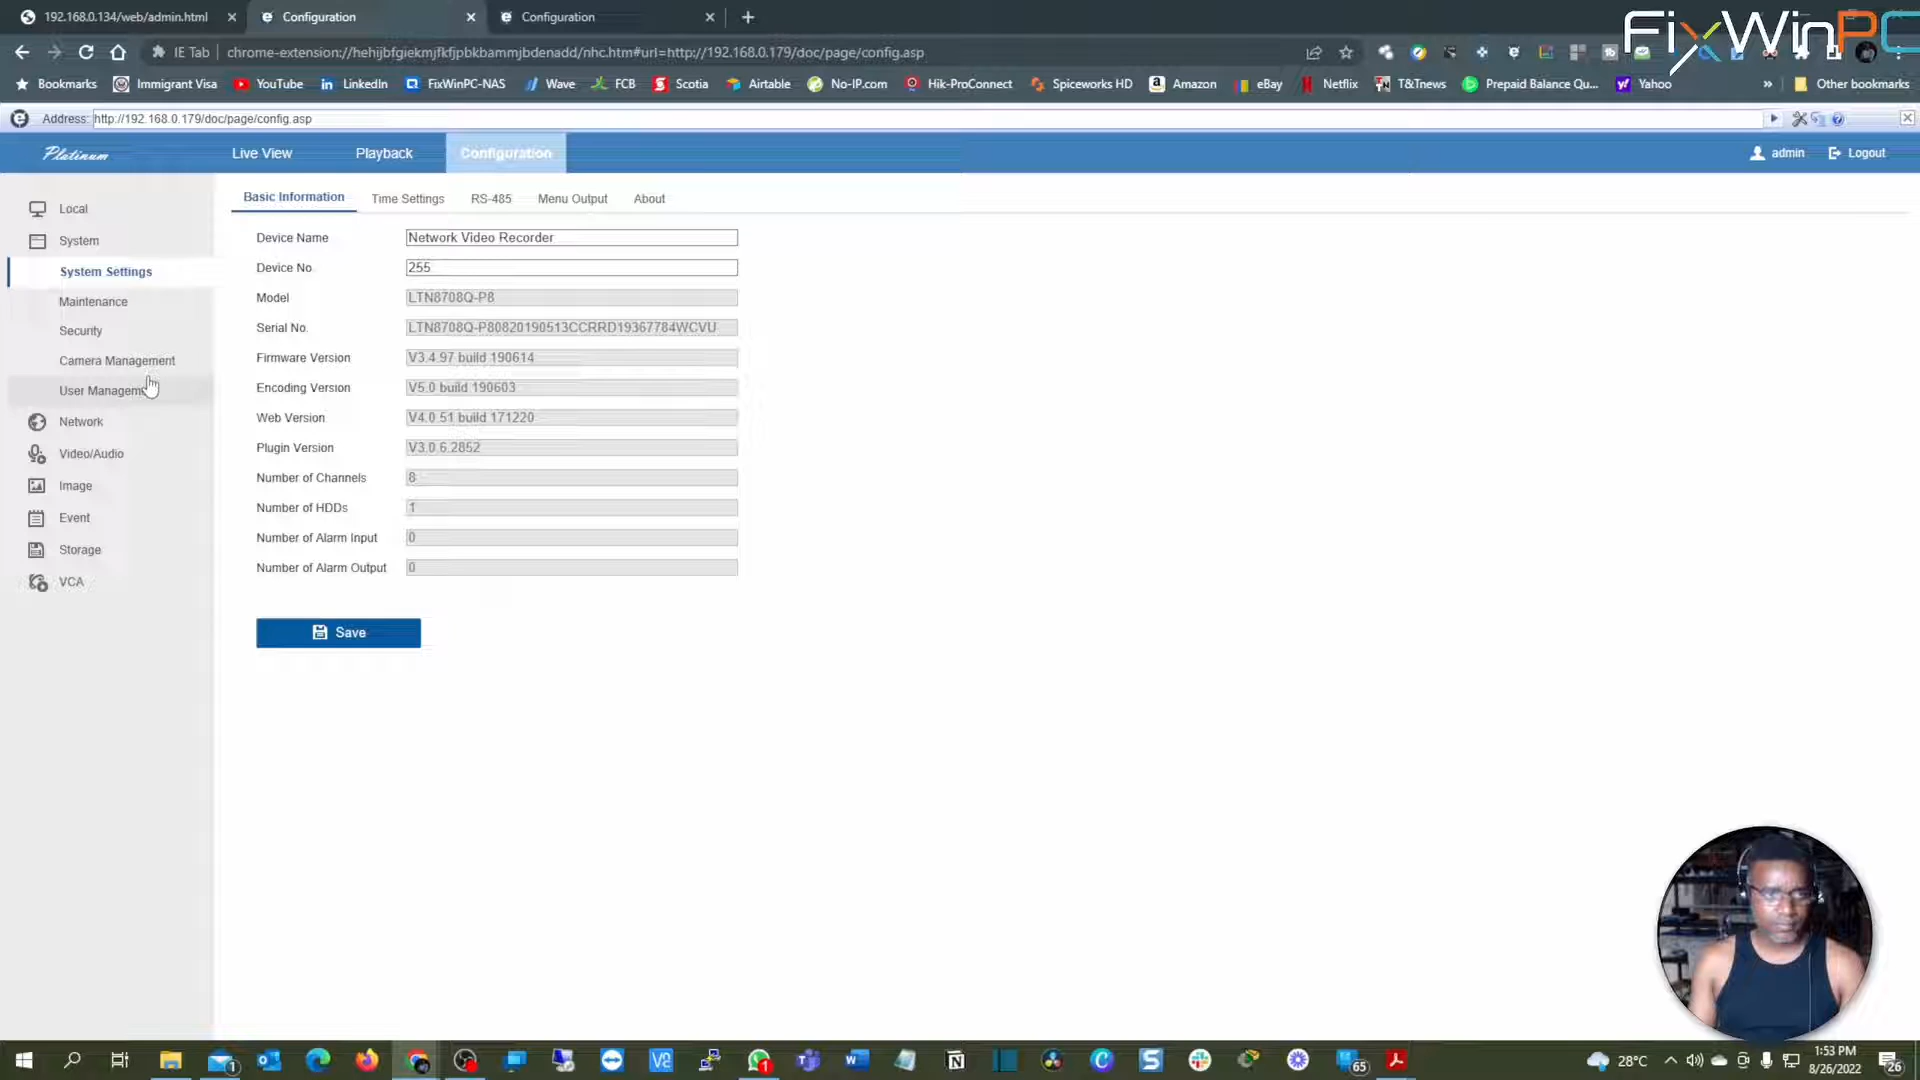 192.168.0.134/web/admin.html
Configuration
Configuration
FixWinPC
IE Tab
chrome-extension://hehijbfgiekmjfkfjpbkbammjbdenadd/nhc.htm#url=http://192.168.0.179/doc/page/config.asp
Bookmarks
Immigrant Visa
YouTube
LinkedIn
FixWinPC-NAS
Wave
FCB
Scotia
Airtable
No-IP.com
Hik-ProConnect
Spiceworks HD
Amazon
eBay
Netflix
T&Tnews
Prepaid Balance Qu...
Yahoo
»
Other bookmarks
Address: http://192.168.0.179/doc/page/config.asp
Platinum
Live View
Playback
Configuration
admin
Logout
Local
System
System Settings
Maintenance
Security
Camera Management
User Managem
Network
Video/Audio
Image
Event
Storage
VCA
Basic Information
Time Settings
RS-485
Menu Output
About
Device Name Network Video Recorder
Device No. 255
Model LTN8708Q-P8
Serial No. LTN8708Q-P80820190513CCRRD19367784WCVU
Firmware Version V3.4.97 build 190614
Encoding Version V5.0 build 190603
Web Version V4.0.51 build 171220
Plugin Version V3.0.6.2852
Number of Channels 8
Number of HDDs 1
Number of Alarm Input 0
Number of Alarm Output 0
Save
28°C
1:53 PM
8/26/2022
26
65